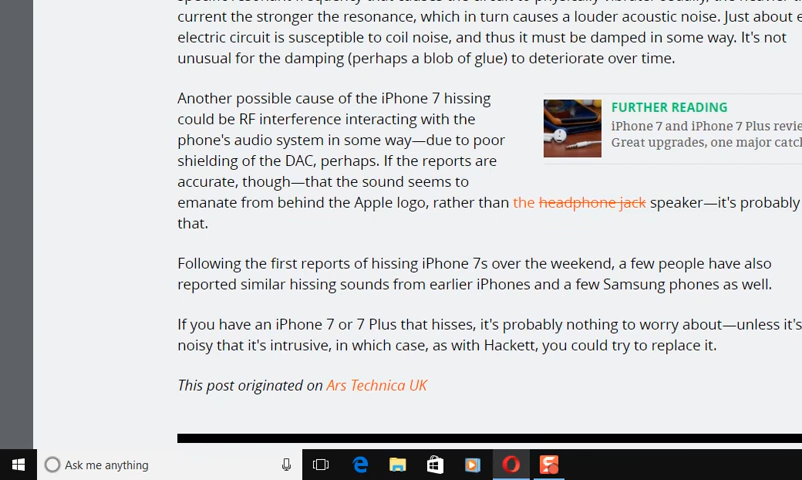 current the stronger the resonance, which in turn causes a louder acoustic noise. Just about
electric circuit is susceptible to coil noise, and thus it must be damped in some way. It's not
unusual for the damping (perhaps a blob of glue) to deteriorate over time.
Another possible cause of the iPhone 7 hissing
could be RF interference interacting with the
phone's audio system in some way—due to poor
shielding of the DAC, perhaps. If the reports are
accurate, though—that the sound seems to
emanate from behind the Apple logo, rather than the headphone jack speaker—it's probably
that.
FURTHER READING
iPhone 7 and iPhone 7 Plus revie
Great upgrades, one major catc
Following the first reports of hissing iPhone 7s over the weekend, a few people have also
reported similar hissing sounds from earlier iPhones and a few Samsung phones as well.
If you have an iPhone 7 or 7 Plus that hisses, it's probably nothing to worry about—unless it's
noisy that it's intrusive, in which case, as with Hackett, you could try to replace it.
This post originated on Ars Technica UK
Ask me anything